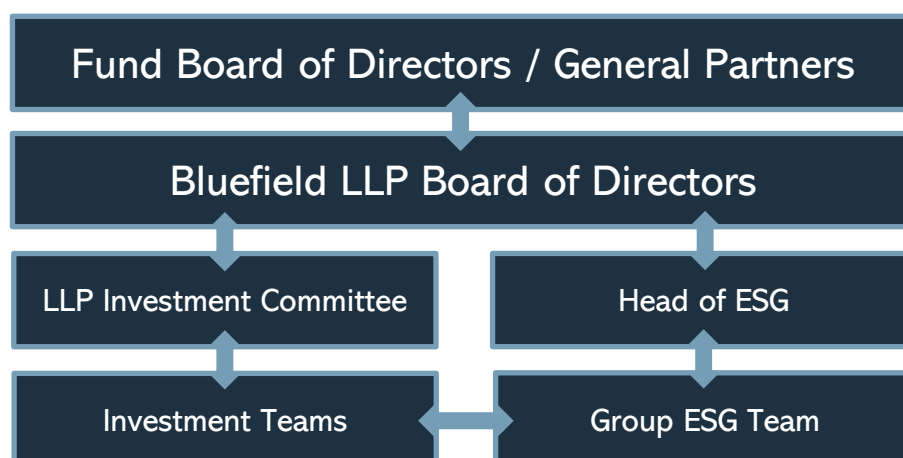 Fund Board of Directors / General Partners
Bluefield LLP Board of Directors
LLP Investment Committee
Head of ESG
Investment Teams
Group ESG Team